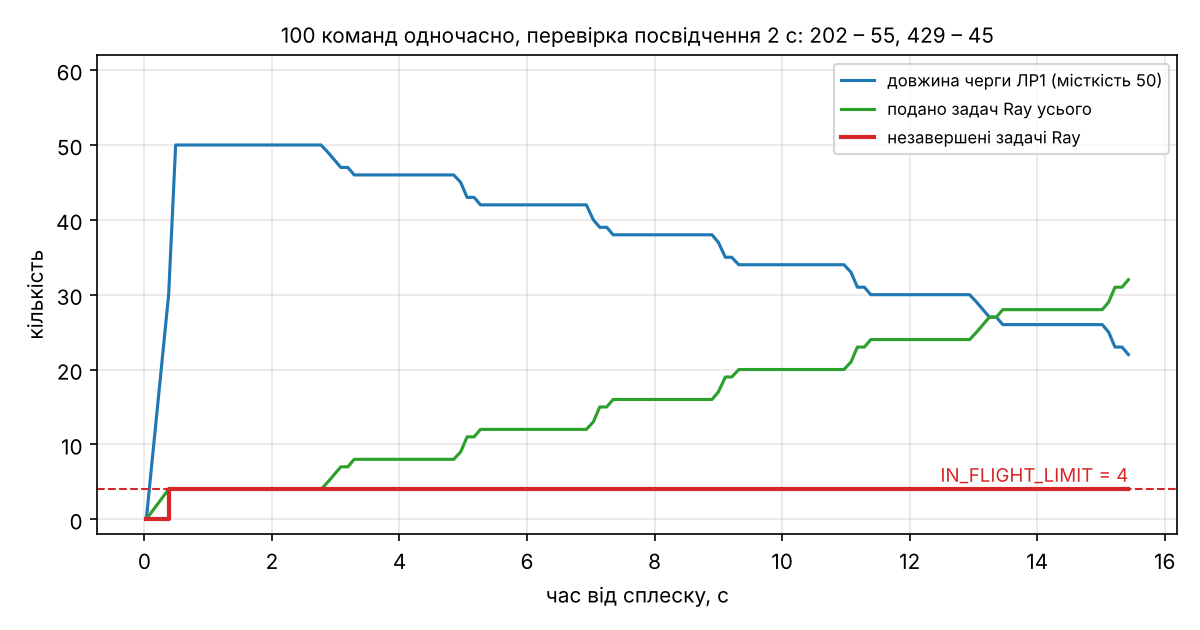 100 команд одночасно, перевірка посвідчення 2 с: 202 – 55, 429 – 45
довжина черги ЛР1 (місткість 50)
подано задач Ray усього
незавершені задачі Ray
кількість
60
50
40
30
20
10
0
IN_FLIGHT_LIMIT = 4
0 2 4 6 8 10 12 14 16
час від сплеску, с